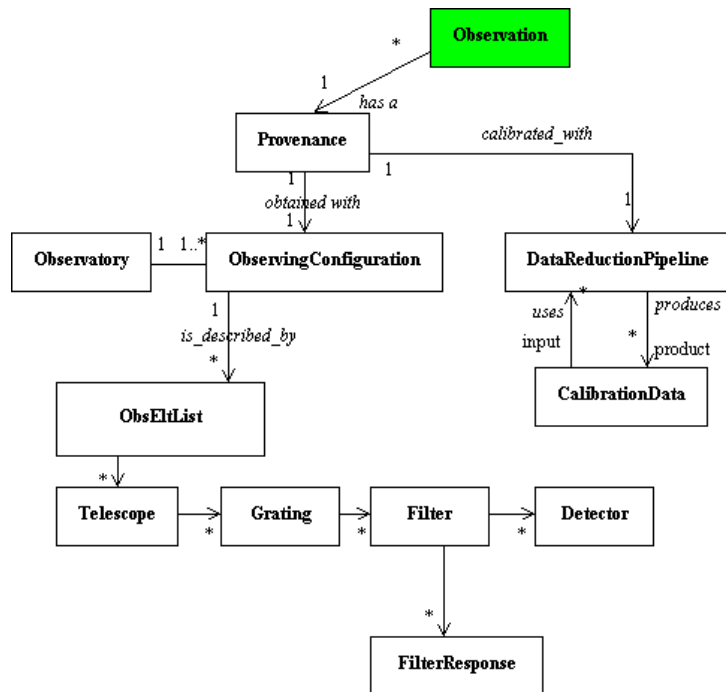 Observation
*
1
has a
Provenance
calibrated_with
1
1
obtained with
1
1
Observatory
1 1..*
ObservingConfiguration
DataReductionPipeline
1
is_described_by
*
*
uses
input
produces
*
product
ObsEltList
CalibrationData
*
Telescope
*
Grating
*
Filter
*
Detector
*
FilterResponse